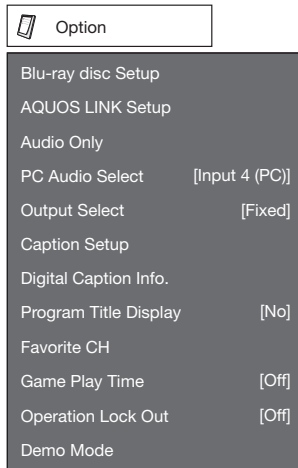 Option
Blu-ray disc Setup
AQUOS LINK Setup
Audio Only
PC Audio Select [Input 4 (PC)]
Output Select [Fixed]
Caption Setup
Digital Caption Info.
Program Title Display [No]
Favorite CH
Game Play Time [Off]
Operation Lock Out [Off]
Demo Mode